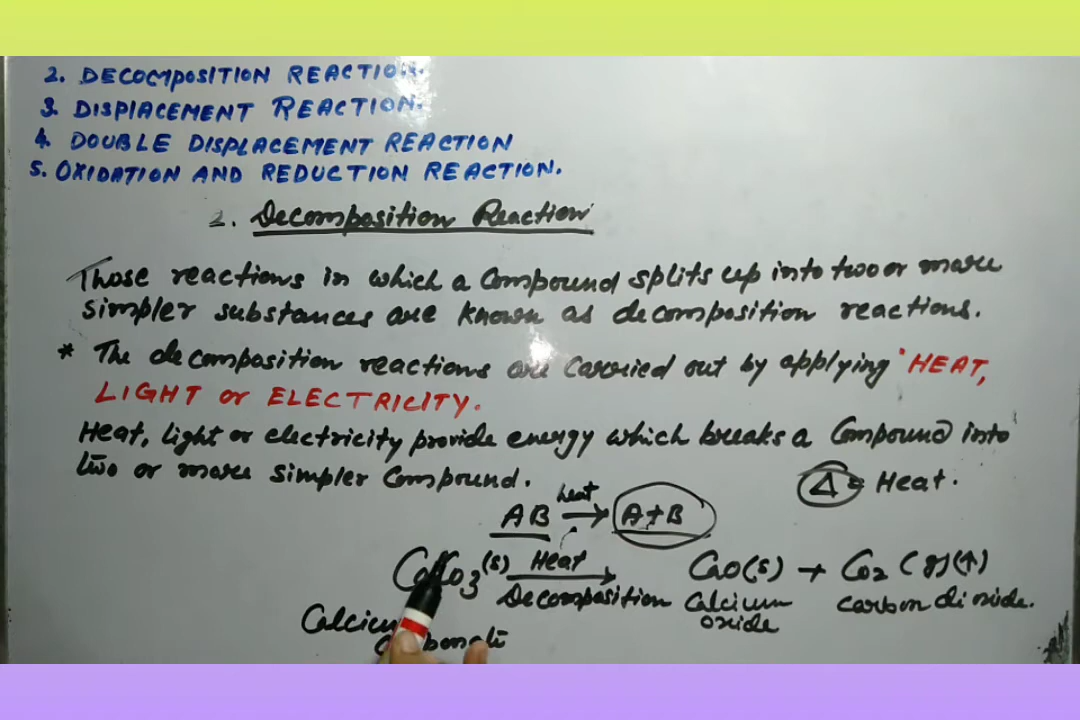 2. DECOMPOSITION REACTION.
3. DISPLACEMENT REACTION.
4. DOUBLE DISPLACEMENT REACTION
5. OXIDATION AND REDUCTION REACTION.
2. Decomposition Reaction
Those reactions in which a Compound splits up into two or more
simpler substances are known as decomposition reactions.
* The decomposition reactions are carried out by applying HEAT,
LIGHT or ELECTRICITY.
Heat, light or electricity provide energy which breaks a Compound into
two or more simpler Compound.
Δ = Heat.
AB heat → A+B
CaCO3 (s) Heat → CaO(s) + CO2 (g)(↑)
Decomposition Calcium oxide carbon dioxide.
Calcium